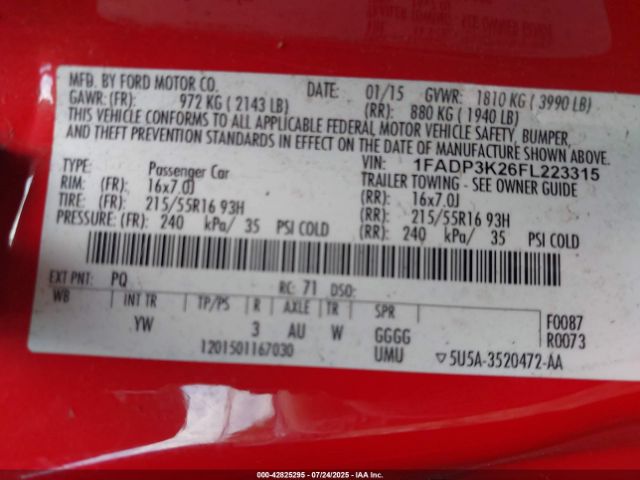 MFD. BY FORD MOTOR CO.
DATE: 01/15 GVWR: 1810 KG ( 3990 LB)
GAWR: (FR): 972 KG ( 2143 LB) (RR): 880 KG ( 1940 LB)
THIS VEHICLE CONFORMS TO ALL APPLICABLE FEDERAL MOTOR VEHICLE SAFETY, BUMPER,
AND THEFT PREVENTION STANDARDS IN EFFECT ON THE DATE OF MANUFACTURE SHOWN ABOVE.
VIN: 1FADP3K26FL223315
TYPE: Passenger Car TRAILER TOWING - SEE OWNER GUIDE
RIM: (FR): 16x7.0J (RR): 16x7.0J
TIRE: (FR): 215/55R16 93H (RR): 215/55R16 93H
PRESSURE: (FR): 240 kPa/ 35 PSI COLD (RR): 240 kPa/ 35 PSI COLD
EXT PNT: PQ RC: 71 DSO:
WB INT TR TP/PS R AXLE TR SPR F0087
YW 3 AU W GGGG R0073
1201501167030 UMU ▽5U5A-3520472-AA
000-42825295 - 07/24/2025 - IAAI.com